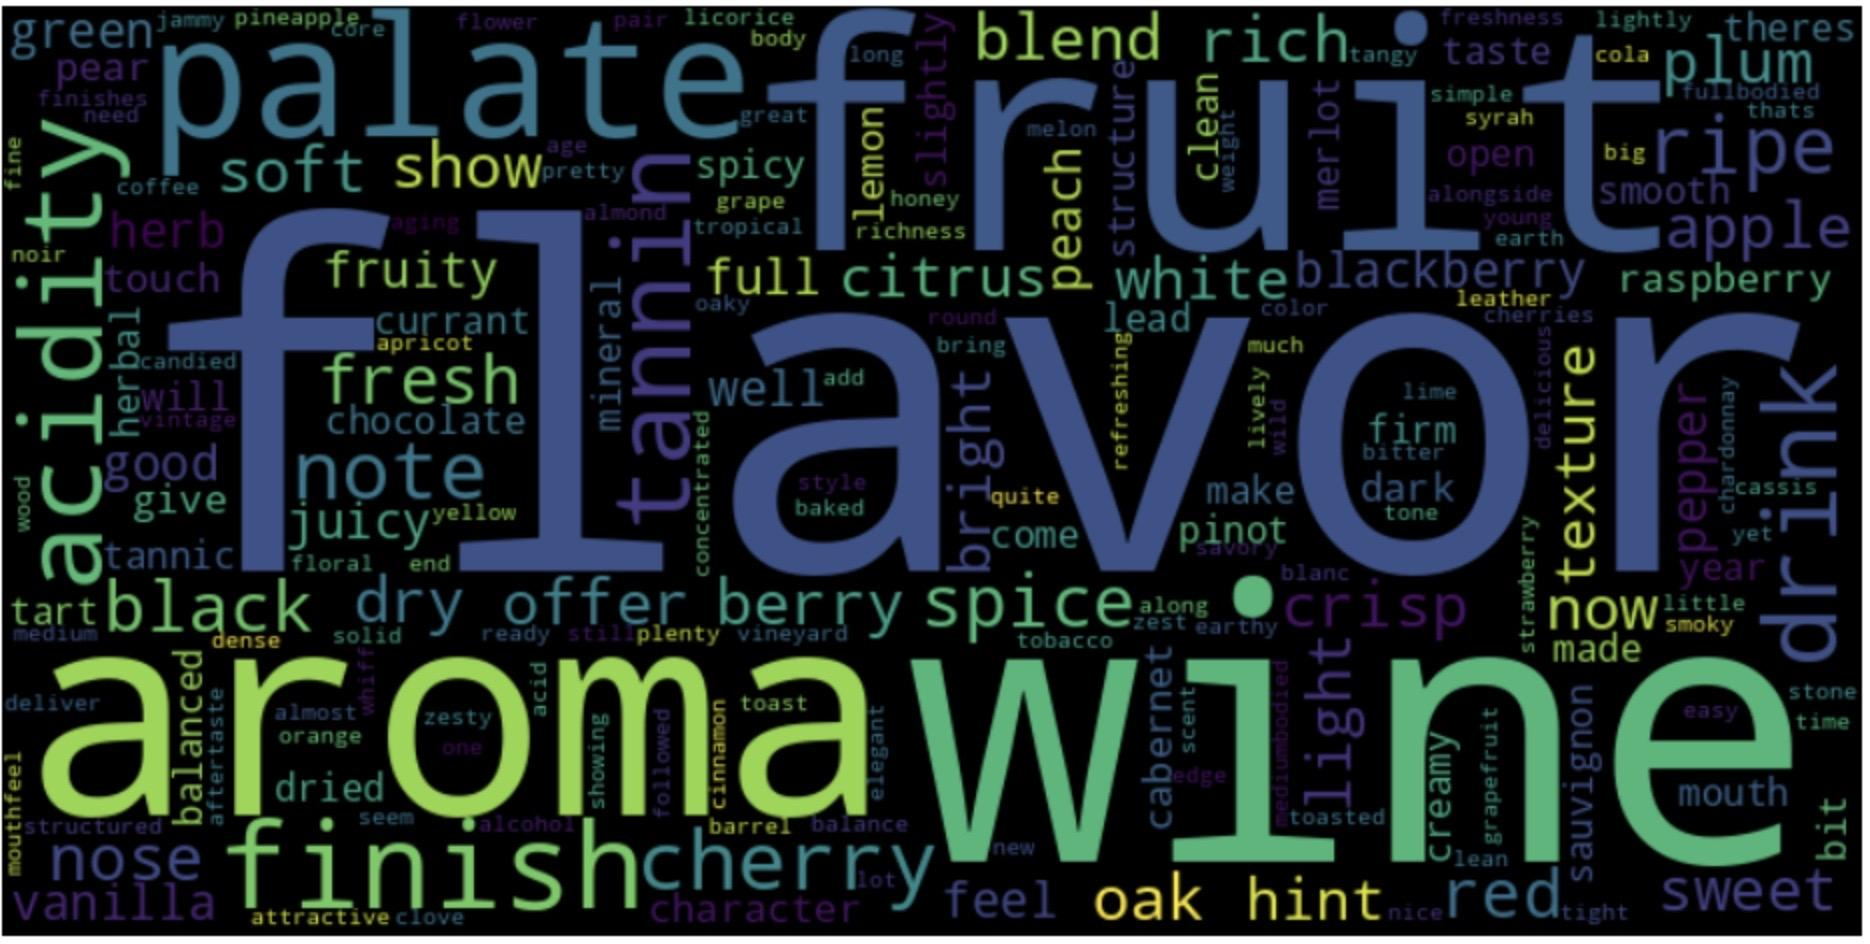 green
jammy
pineapple
core
flower
pair
licorice
body
long
slightly
blend
rich
tangy
freshness
taste
lightly
cola
theres
plum
pear
finishes
need
palate
fruit
great
melon
structure
clean
weight
merlot
simple
syrah
open
big
fullbodied
thats
ripe
fine
acidity
coffee
soft
show
age
pretty
tannin
spicy
grape
tropical
lemon
honey
richness
peach
alongside
young
earth
smooth
apple
herb
aging
almond
noir
touch
fruity
mineral
full
citrus
white
blackberry
raspberry
oaky
round
lead
color
leather
cherries
herbal
candied
will
vintage
currant
apricot
fresh
chocolate
flavor
well
add
bring
bright
refreshing
much
lively
wild
lime
firm
bitter
dark
tone
delicious
texture
pepper
chardonnay
drink
wood
good
give
note
juicy
yellow
concentrated
style
baked
quite
come
make
pinot
savory
cassis
yet
year
tannic
floral
end
tart
black
dry
offer
berry
spice
along
zest
earthy
blanc
crisp
strawberry
now
little
smoky
made
medium
dense
solid
ready
still
plenty
vineyard
tobacco
aroma
wine
deliver
balanced
aftertaste
whiff
almost
orange
zesty
one
acid
showing
followed
cinnamon
toast
elegant
cabernet
scent
edge
mediumbodied
light
toasted
creamy
grapefruit
sauvignon
easy
stone
time
mouth
dried
mouthfeel
structured
seem
alcohol
barrel
balance
new
lean
bit
nose
finish
cherry
lot
vanilla
attractive
clove
character
feel
oak
hint
nice
red
tight
sweet